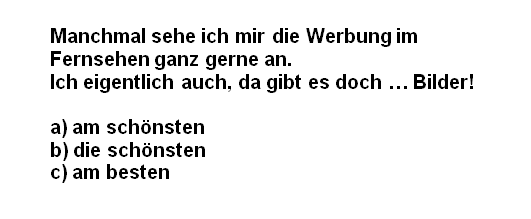 Manchmal sehe ich mir die Werbung im
Fernsehen ganz gerne an.
Ich eigentlich auch, da gibt es doch … Bilder!
a) am schönsten
b) die schönsten
c) am besten